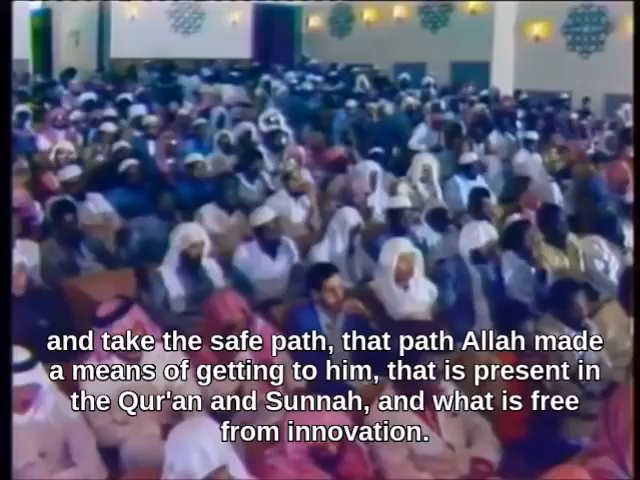 and take the safe path, that path Allah made
a means of getting to him, that is present in
the Qur'an and Sunnah, and what is free
from innovation.